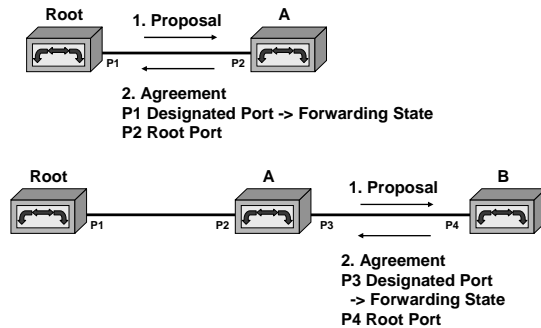 Root
A
1. Proposal
P1
P2
2. Agreement
P1 Designated Port -> Forwarding State
P2 Root Port
Root
A
B
1. Proposal
P1
P2
P3
P4
2. Agreement
P3 Designated Port
-> Forwarding State
P4 Root Port